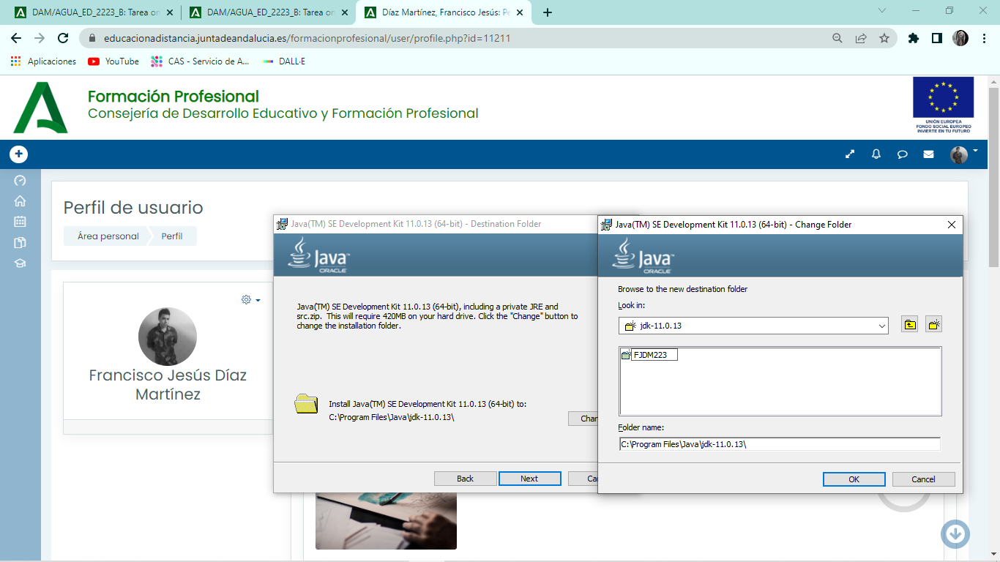 DAM/AGUA_ED_2223_B: Tarea on
DAM/AGUA_ED_2223_B: Tarea on
Díaz Martínez, Francisco Jesús: Pe
educacionadistancia.juntadeandalucia.es/formacionprofesional/user/profile.php?id=11211
Aplicaciones
YouTube
CAS - Servicio de A...
DALL·E
Formación Profesional
Consejería de Desarrollo Educativo y Formación Profesional
UNIÓN EUROPEA
FONDO SOCIAL EUROPEO
INVIERTE EN TU FUTURO
Perfil de usuario
Área personal
Perfil
Francisco Jesús Díaz
Martínez
Java(TM) SE Development Kit 11.0.13 (64-bit) - Destination Folder
Java™
ORACLE
Java(TM) SE Development Kit 11.0.13 (64-bit), including a private JRE and
src.zip. This will require 420MB on your hard drive. Click the "Change" button to
change the installation folder.
Install Java(TM) SE Development Kit 11.0.13 (64-bit) to:
C:\Program Files\Java\jdk-11.0.13\
Chan
Back
Next
Ca
Java(TM) SE Development Kit 11.0.13 (64-bit) - Change Folder
Java™
ORACLE
Browse to the new destination folder
Look in:
jdk-11.0.13
FJDM223
Folder name:
C:\Program Files\Java\jdk-11.0.13\
OK
Cancel